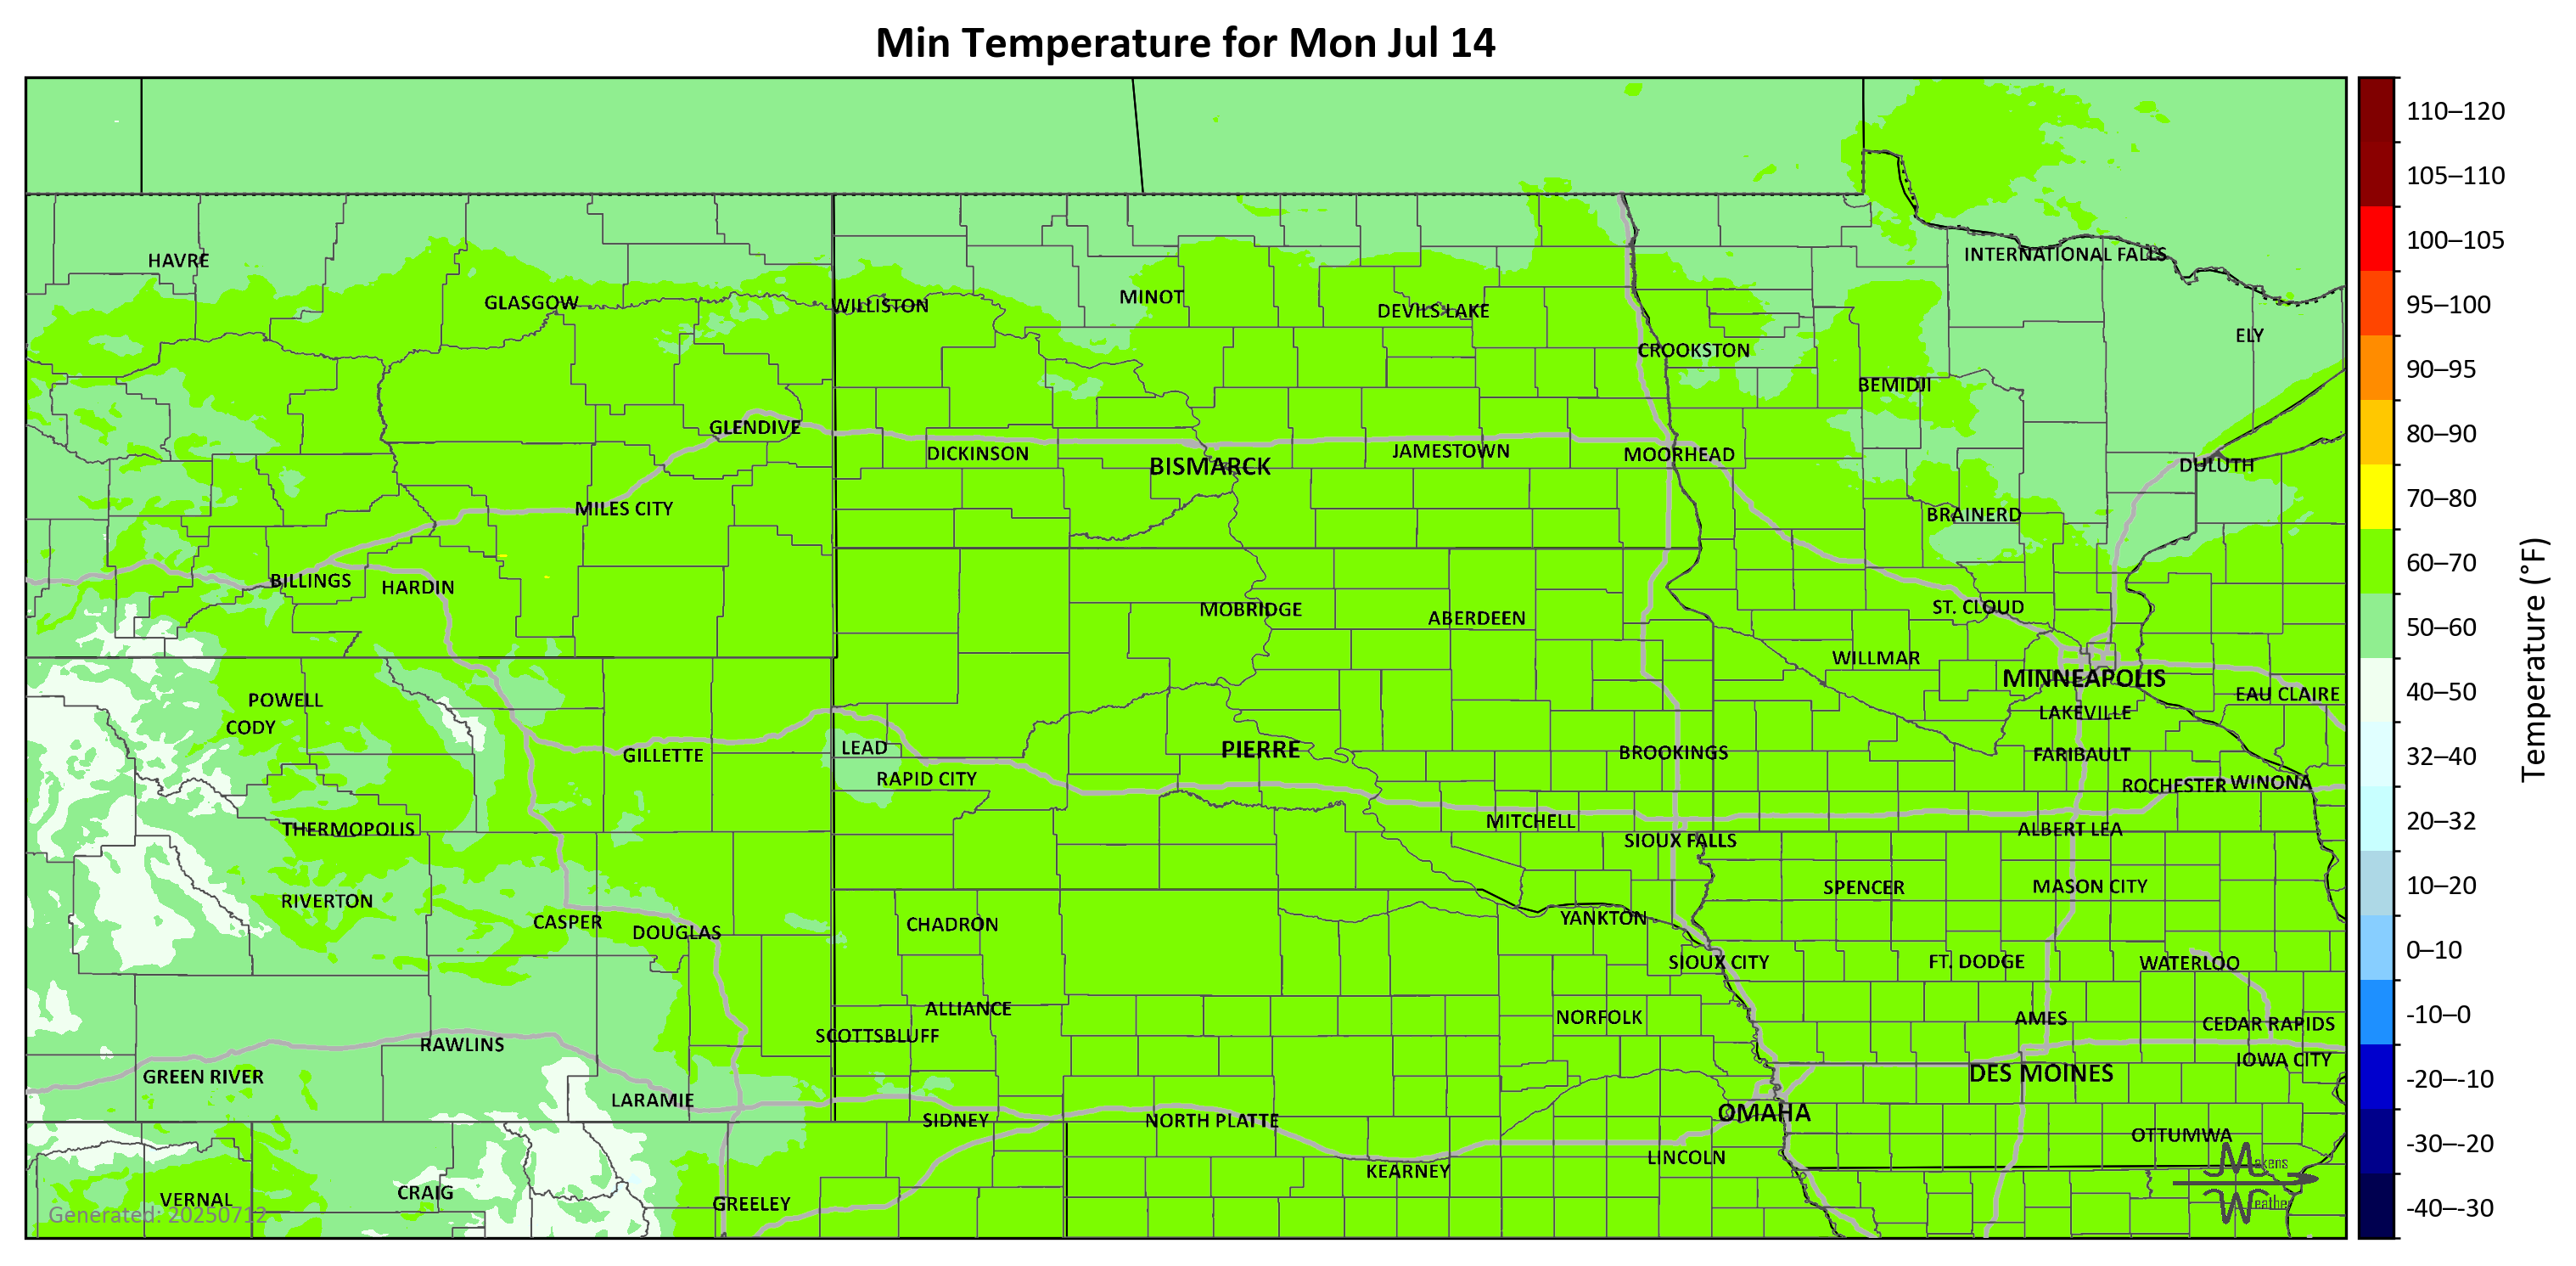 Min Temperature for Mon Jul 14
HAVRE
GLASGOW
WILLISTON
MINOT
DEVILS LAKE
CROOKSTON
INTERNATIONAL FALLS
ELY
BEMIDJI
GLENDIVE
DICKINSON
BISMARCK
JAMESTOWN
MOORHEAD
DULUTH
MILES CITY
BRAINERD
BILLINGS
HARDIN
MOBRIDGE
ABERDEEN
ST. CLOUD
WILLMAR
MINNEAPOLIS
EAU CLAIRE
POWELL
CODY
LAKEVILLE
GILLETTE
LEAD
RAPID CITY
PIERRE
BROOKINGS
FARIBAULT
ROCHESTER
WINONA
THERMOPOLIS
MITCHELL
SIOUX FALLS
ALBERT LEA
RIVERTON
CASPER
DOUGLAS
CHADRON
YANKTON
SPENCER
MASON CITY
SIOUX CITY
FT. DODGE
WATERLOO
ALLIANCE
SCOTTSBLUFF
NORFOLK
AMES
CEDAR RAPIDS
RAWLINS
GREEN RIVER
LARAMIE
DES MOINES
IOWA CITY
SIDNEY
NORTH PLATTE
OMAHA
OTTUMWA
KEARNEY
LINCOLN
VERNAL
CRAIG
GREELEY
Generated: 20250712
Makens
Weather
110–120
105–110
100–105
95–100
90–95
80–90
70–80
60–70
50–60
40–50
32–40
20–32
10–20
0–10
-10–0
-20–-10
-30–-20
-40–-30
Temperature (°F)